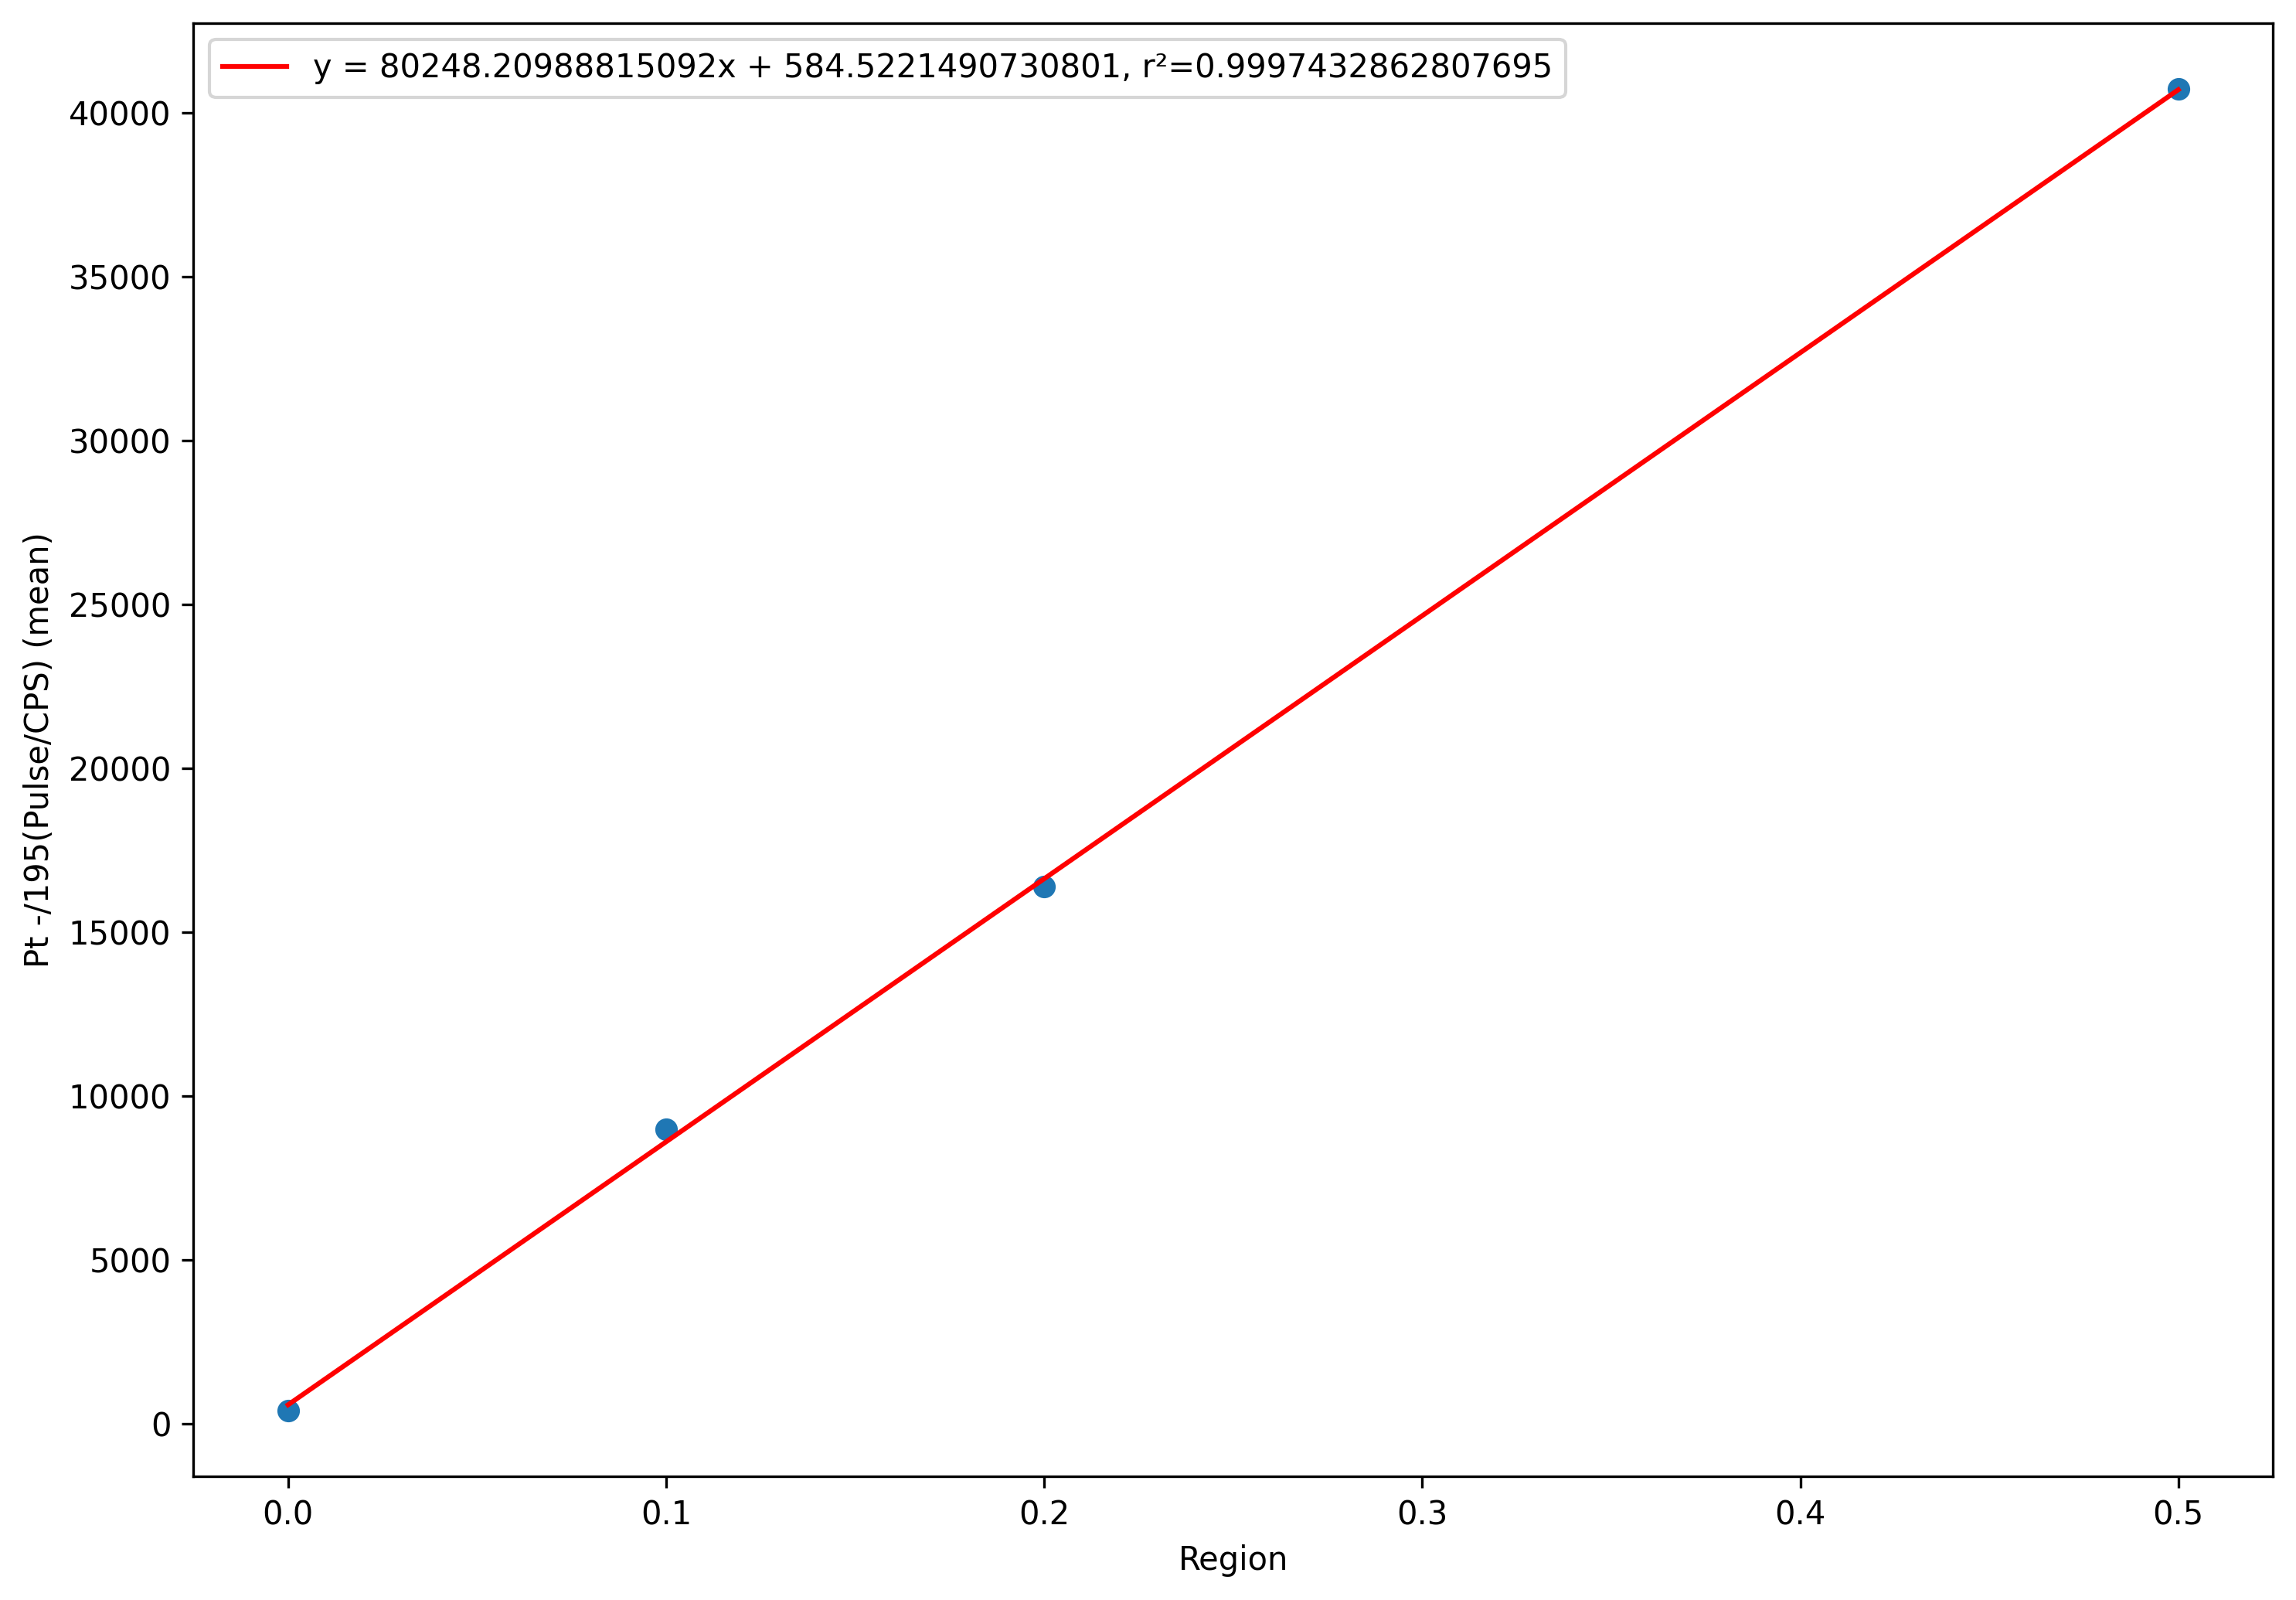 y = 80248.20988815092x + 584.5221490730801, r²=0.9997432862807695
40000
35000
30000
25000
20000
15000
10000
5000
0
Pt -/195(Pulse/CPS) (mean)
0.0 0.1 0.2 0.3 0.4 0.5
Region